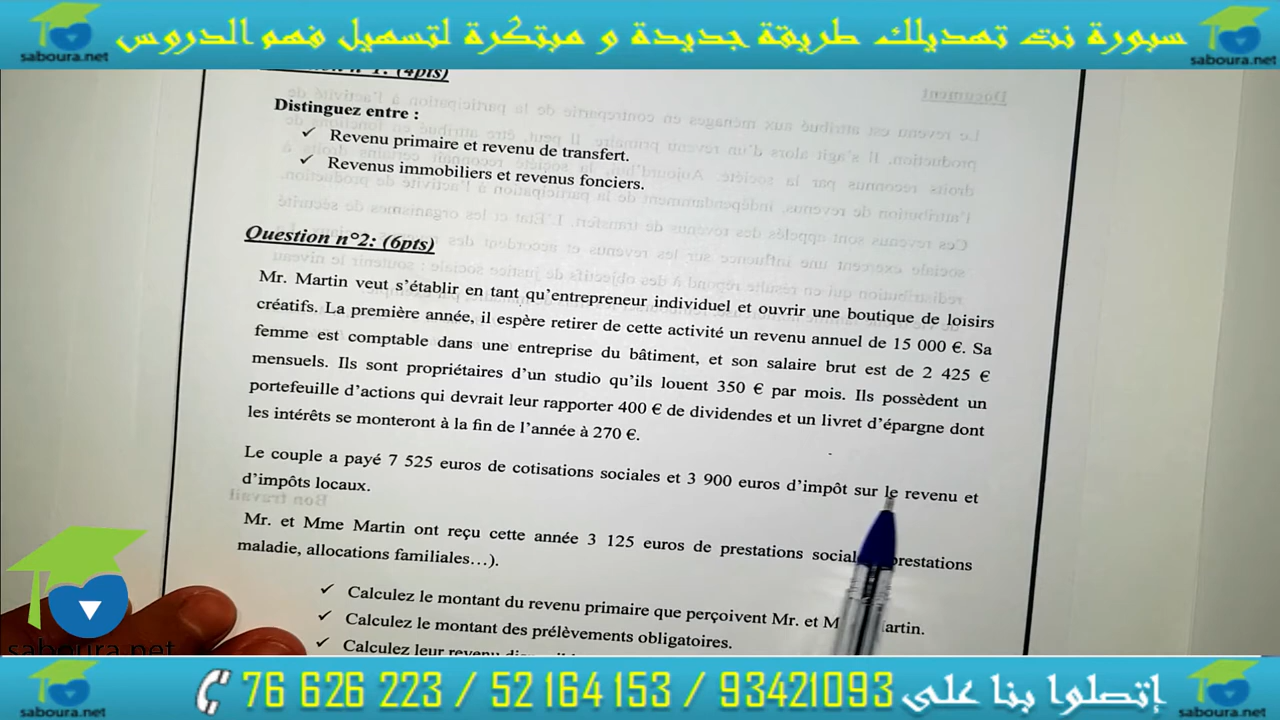 سبورة نت تهديلك طريقة جديدة و مبتكرة لتسهيل فهم الدروس
saboura.net
saboura.net
(4pts)
Distinguez entre :
✓ Revenu primaire et revenu de transfert.
✓ Revenus immobiliers et revenus fonciers.
Question n°2: (6pts)
Mr. Martin veut s'établir en tant qu'entrepreneur individuel et ouvrir une boutique de loisirs
créatifs. La première année, il espère retirer de cette activité un revenu annuel de 15 000 €. Sa
femme est comptable dans une entreprise du bâtiment, et son salaire brut est de 2 425 €
mensuels. Ils sont propriétaires d'un studio qu'ils louent 350 € par mois. Ils possèdent un
portefeuille d'actions qui devrait leur rapporter 400 € de dividendes et un livret d'épargne dont
les intérêts se monteront à la fin de l'année à 270 €.
Le couple a payé 7 525 euros de cotisations sociales et 3 900 euros d'impôt sur le revenu et
d'impôts locaux.
Mr. et Mme Martin ont reçu cette année 3 125 euros de prestations sociales prestations
maladie, allocations familiales…).
✓ Calculez le montant du revenu primaire que perçoivent Mr. et M Martin.
✓ Calculez le montant des prélèvements obligatoires.
✓ Calculez leur revenu
saboura.net
إتصلوا بنا على 93421093 / 52164153 / 76 626 223
saboura.net
saboura.net